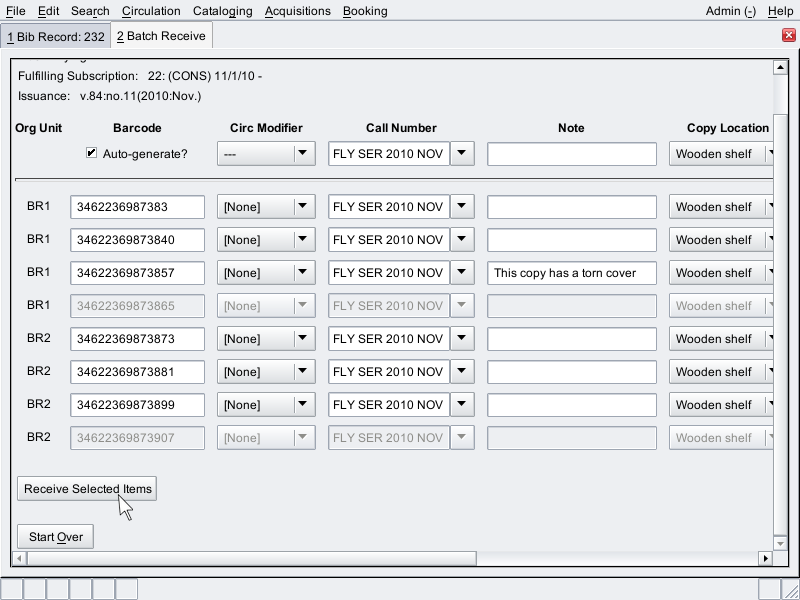 File Edit Search Circulation Cataloging Acquisitions Booking Admin (-) Help
1 Bib Record: 232 2 Batch Receive
Fulfilling Subscription: 22: (CONS) 11/1/10 -
Issuance: v.84:no.11(2010:Nov.)
Org Unit Barcode Circ Modifier Call Number Note Copy Location
Auto-generate? --- FLY SER 2010 NOV Wooden shelf
BR1 3462236987383 [None] FLY SER 2010 NOV Wooden shelf
BR1 34622369873840 [None] FLY SER 2010 NOV Wooden shelf
BR1 34622369873857 [None] FLY SER 2010 NOV This copy has a torn cover Wooden shelf
BR1 34622369873865 [None] FLY SER 2010 NOV Wooden shelf
BR2 34622369873873 [None] FLY SER 2010 NOV Wooden shelf
BR2 34622369873881 [None] FLY SER 2010 NOV Wooden shelf
BR2 34622369873899 [None] FLY SER 2010 NOV Wooden shelf
BR2 34622369873907 [None] FLY SER 2010 NOV Wooden shelf
Receive Selected Items
Start Over